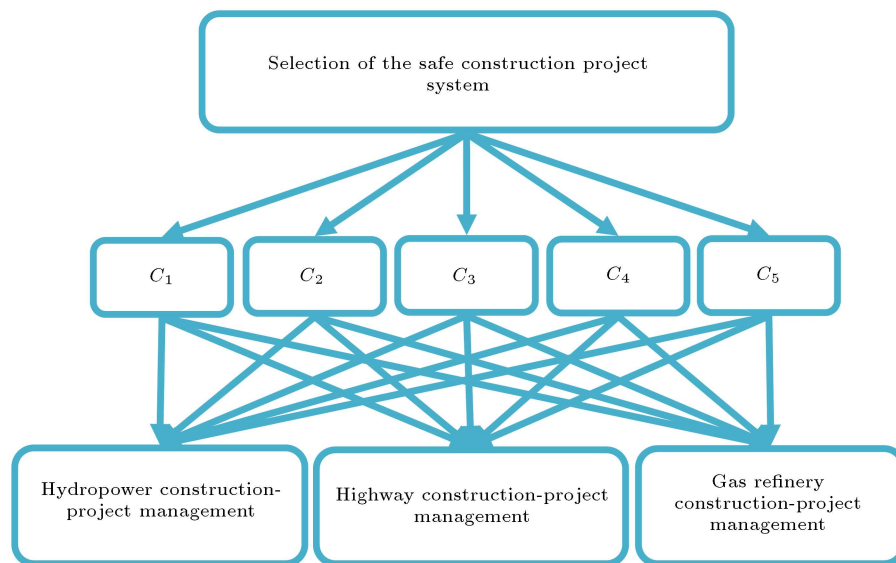 Selection of the safe construction project
system
C₁
C₂
C₃
C₄
C₅
Hydropower construction-
project management
Highway construction-project
management
Gas refinery
construction-project
management